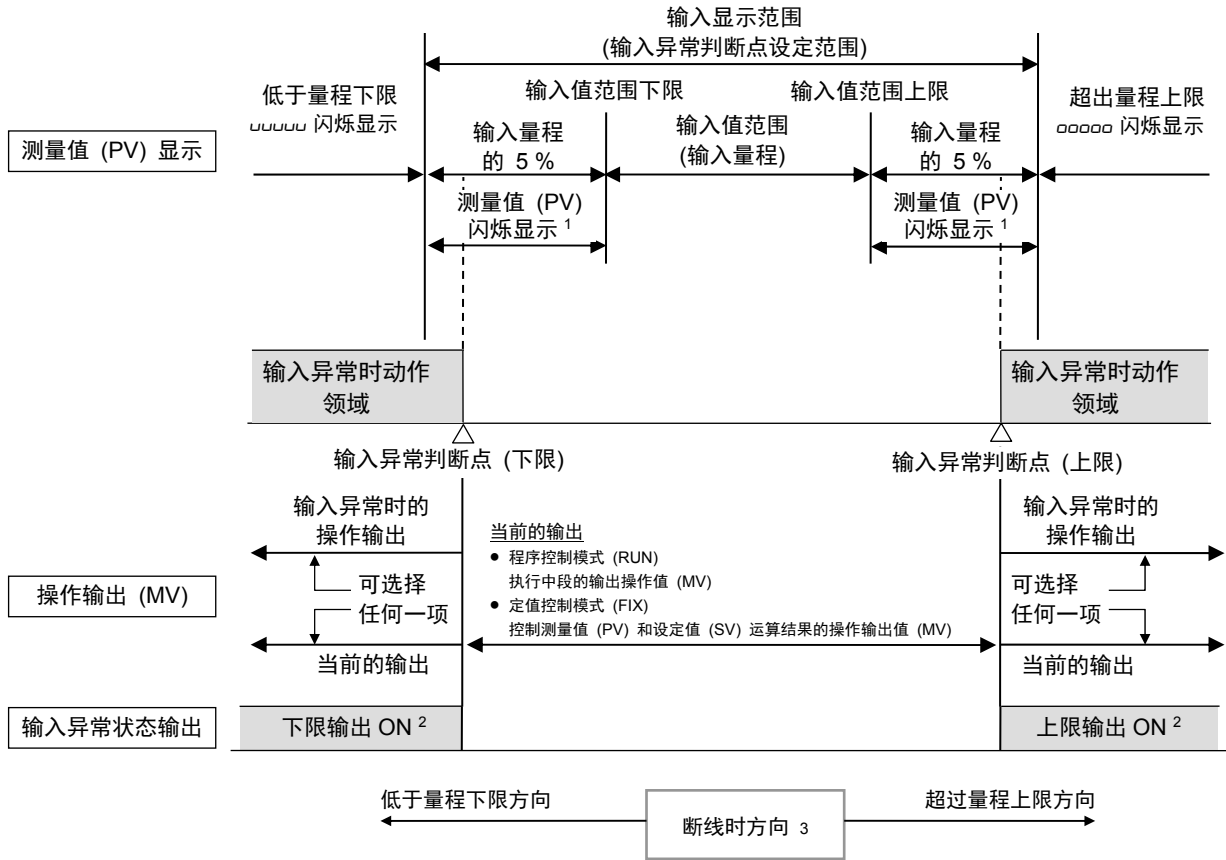 输入显示范围
(输入异常判断点设定范围)
低于量程下限
uuuuu 闪烁显示
输入值范围下限
输入值范围上限
超出量程上限
ooooo 闪烁显示
测量值 (PV) 显示
输入量程
的 5 %
输入值范围
(输入量程)
输入量程
的 5 %
测量值 (PV)
闪烁显示 1
测量值 (PV)
闪烁显示 1
输入异常时动作
领域
输入异常时动作
领域
输入异常判断点 (下限)
输入异常判断点 (上限)
操作输出 (MV)
输入异常时的
操作输出
可选择
任何一项
当前的输出
当前的输出
● 程序控制模式 (RUN)
执行中段的输出操作值 (MV)
● 定值控制模式 (FIX)
控制测量值 (PV) 和设定值 (SV) 运算结果的操作输出值 (MV)
输入异常时的
操作输出
可选择
任何一项
当前的输出
输入异常状态输出
下限输出 ON 2
上限输出 ON 2
低于量程下限方向
断线时方向 3
超过量程上限方向